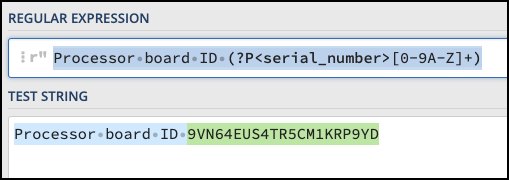 REGULAR EXPRESSION
r" Processor board ID (?P<serial_number>[0-9A-Z]+)
TEST STRING
Processor board ID 9VN64EUS4TR5CM1KRP9YD